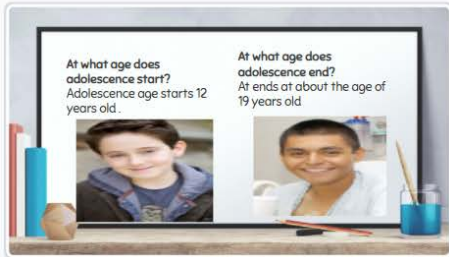 At what age does
adolescence start?
Adolescence age starts 12
years old .
At what age does
adolescence end?
At ends at about the age of
19 years old